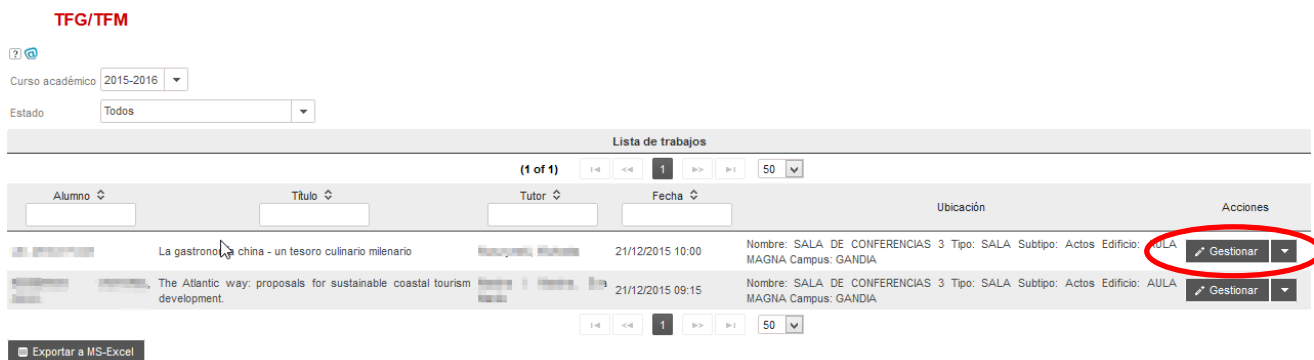 TFG/TFM
?
Curso académico 2015-2016
Estado Todos
Lista de trabajos
(1 of 1) 1 50
Alumno Título Tutor Fecha Ubicación Acciones
La gastronomía china - un tesoro culinario milenario 21/12/2015 10:00 Nombre: SALA DE CONFERENCIAS 3 Tipo: SALA Subtipo: Actos Edificio: AULA MAGNA Campus: GANDIA Gestionar
The Atlantic way: proposals for sustainable coastal tourism development. 21/12/2015 09:15 Nombre: SALA DE CONFERENCIAS 3 Tipo: SALA Subtipo: Actos Edificio: AULA MAGNA Campus: GANDIA Gestionar
1 50
Exportar a MS-Excel